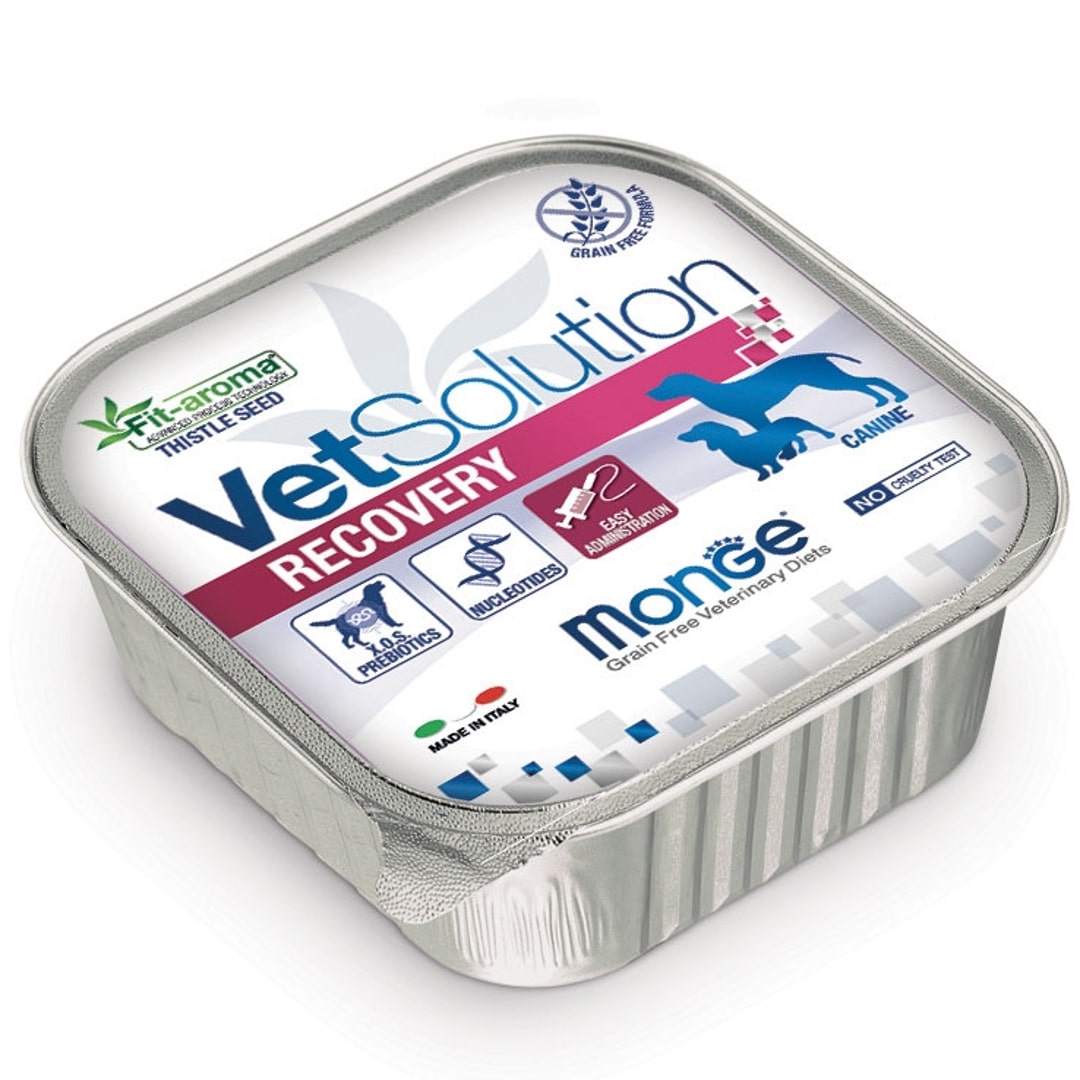 GRAIN FREE FORMULA
Fit-aroma®
ADVANCED PROCESS TECHNOLOGY
THISTLE SEED
VetSolution
RECOVERY
CANINE
NO CRUELTY TEST
X.O.S.
PREBIOTICS
NUCLEOTIDES
EASY
ADMINISTRATION
monGe®
Grain Free Veterinary Diets
MADE IN ITALY